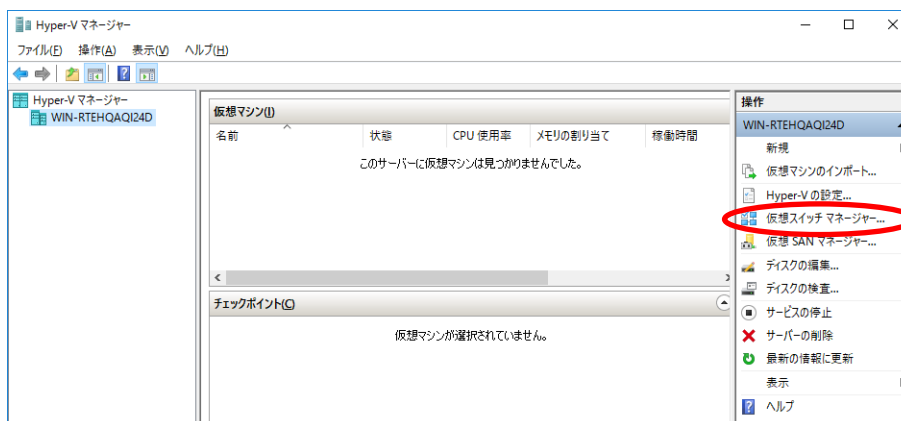 Hyper-V マネージャー
ファイル(F) 操作(A) 表示(V) ヘルプ(H)
Hyper-V マネージャー
WIN-RTEHQAQI24D
仮想マシン(I)
名前 状態 CPU 使用率 メモリの割り当て 稼働時間
このサーバーに仮想マシンは見つかりませんでした。
チェックポイント(C)
仮想マシンが選択されていません。
操作
WIN-RTEHQAQI24D
新規
仮想マシンのインポート...
Hyper-V の設定...
仮想スイッチ マネージャー...
仮想 SAN マネージャー...
ディスクの編集...
ディスクの検査...
サービスの停止
サーバーの削除
最新の情報に更新
表示
ヘルプ